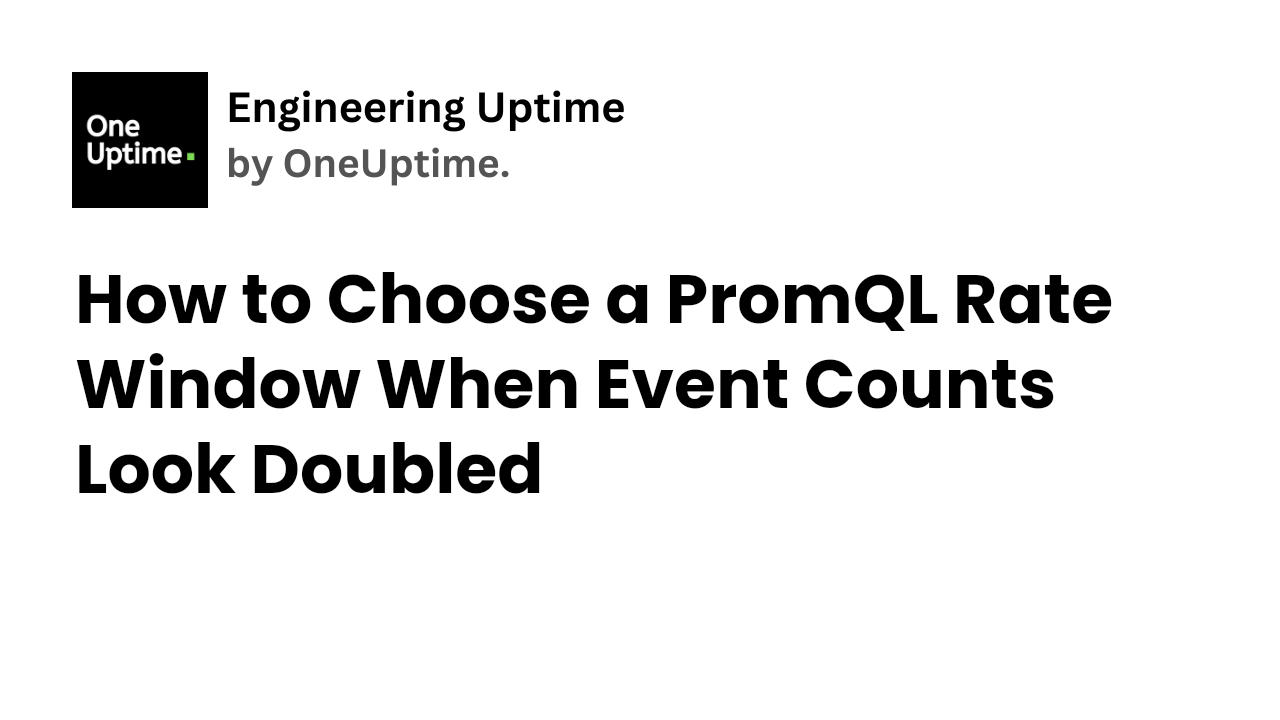 One
Uptime.
Engineering Uptime
by OneUptime.
How to Choose a PromQL Rate
Window When Event Counts
Look Doubled